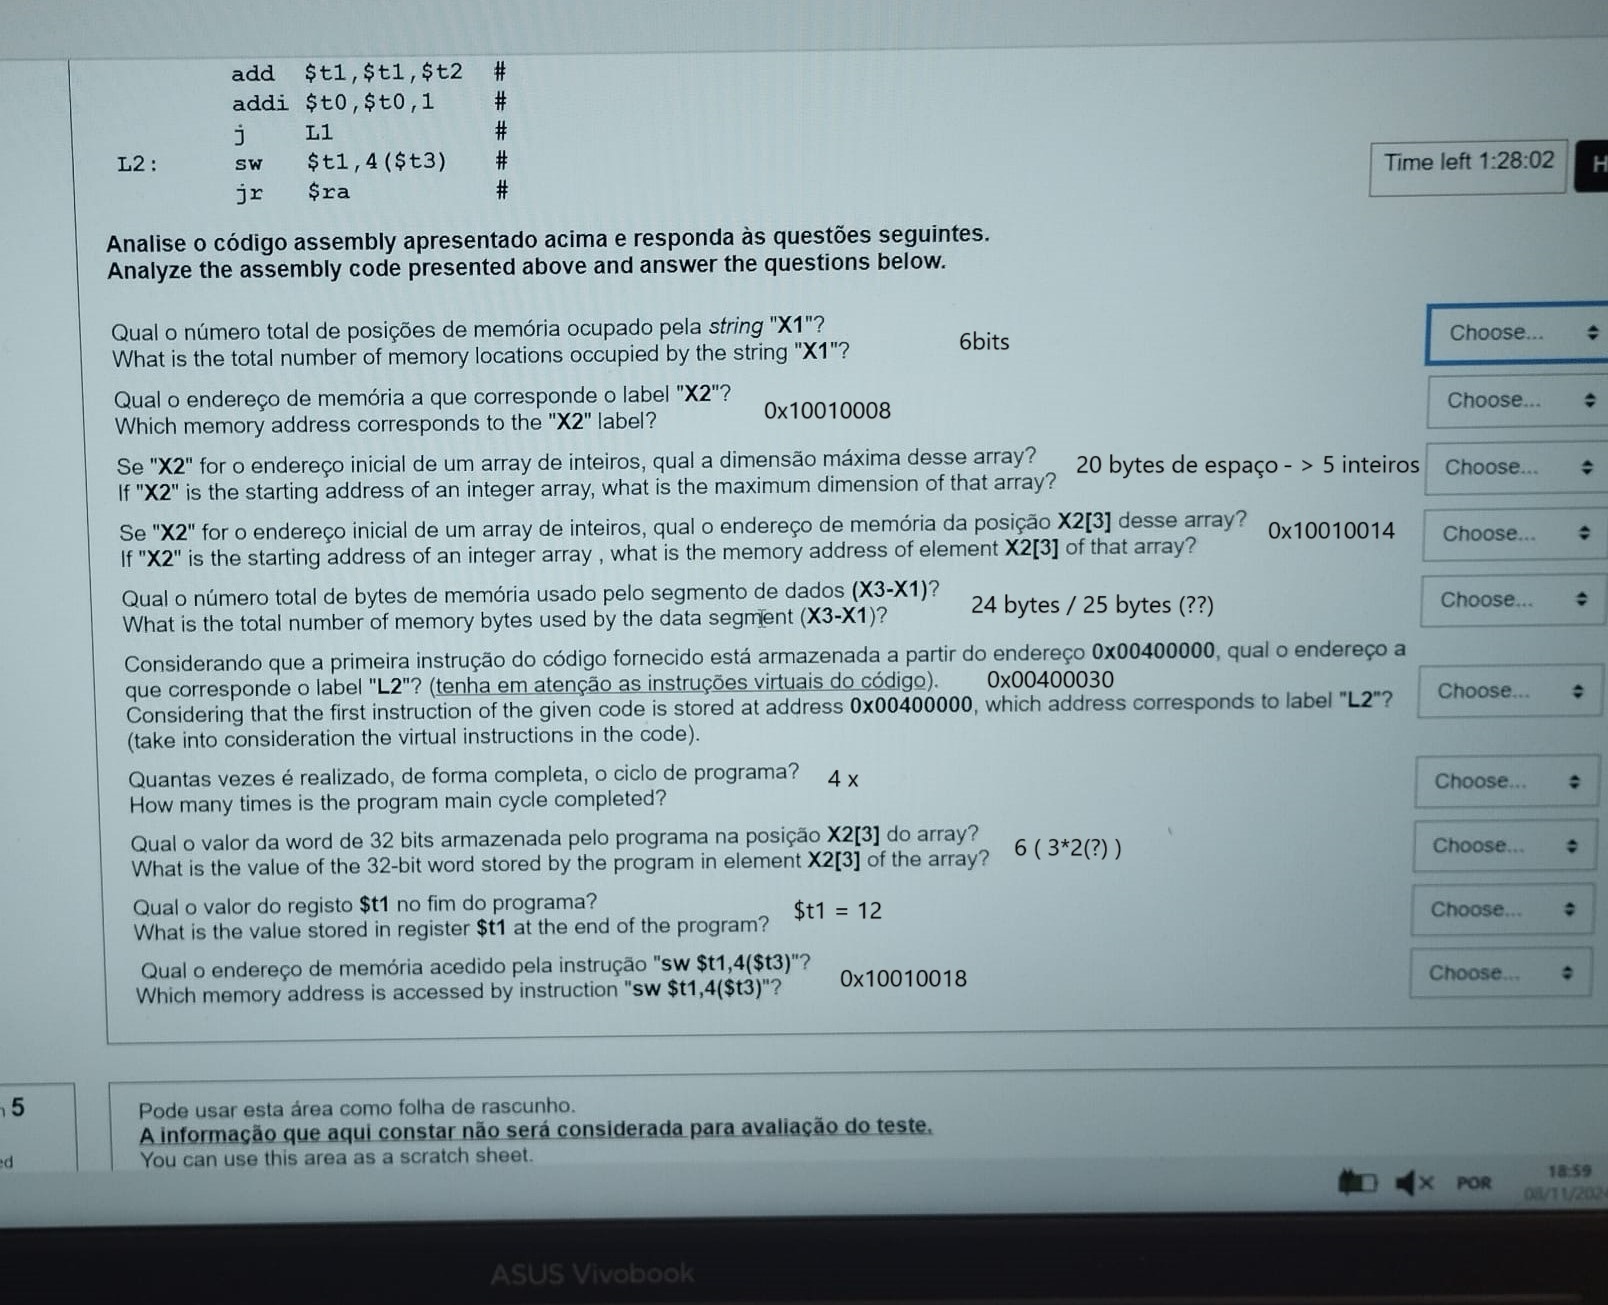 add $t1,$t1,$t2 #
addi $t0,$t0,1 #
j L1 #
L2: sw $t1,4($t3) #
jr $ra #
Time left 1:28:02
H
Analise o código assembly apresentado acima e responda às questões seguintes.
Analyze the assembly code presented above and answer the questions below.
Qual o número total de posições de memória ocupado pela string "X1"?
What is the total number of memory locations occupied by the string "X1"?
6bits
Choose...
Qual o endereço de memória a que corresponde o label "X2"?
Which memory address corresponds to the "X2" label?
0x10010008
Choose...
Se "X2" for o endereço inicial de um array de inteiros, qual a dimensão máxima desse array?
If "X2" is the starting address of an integer array, what is the maximum dimension of that array?
20 bytes de espaço - > 5 inteiros
Choose...
Se "X2" for o endereço inicial de um array de inteiros, qual o endereço de memória da posição X2[3] desse array?
If "X2" is the starting address of an integer array , what is the memory address of element X2[3] of that array?
0x10010014
Choose...
Qual o número total de bytes de memória usado pelo segmento de dados (X3-X1)?
What is the total number of memory bytes used by the data segment (X3-X1)?
24 bytes / 25 bytes (??)
Choose...
Considerando que a primeira instrução do código fornecido está armazenada a partir do endereço 0x00400000, qual o endereço a
que corresponde o label "L2"? (tenha em atenção as instruções virtuais do código).
0x00400030
Considering that the first instruction of the given code is stored at address 0x00400000, which address corresponds to label "L2"?
(take into consideration the virtual instructions in the code).
Choose...
Quantas vezes é realizado, de forma completa, o ciclo de programa?
How many times is the program main cycle completed?
4 x
Choose...
Qual o valor da word de 32 bits armazenada pelo programa na posição X2[3] do array?
What is the value of the 32-bit word stored by the program in element X2[3] of the array?
6 ( 3*2(?) )
Choose...
Qual o valor do registo $t1 no fim do programa?
What is the value stored in register $t1 at the end of the program?
$t1 = 12
Choose...
Qual o endereço de memória acedido pela instrução "sw $t1,4($t3)"?
Which memory address is accessed by instruction "sw $t1,4($t3)"?
0x10010018
Choose...
5
Pode usar esta área como folha de rascunho.
A informação que aqui constar não será considerada para avaliação do teste.
You can use this area as a scratch sheet.
ed
POR
18:59
08/11/202
ASUS Vivobook